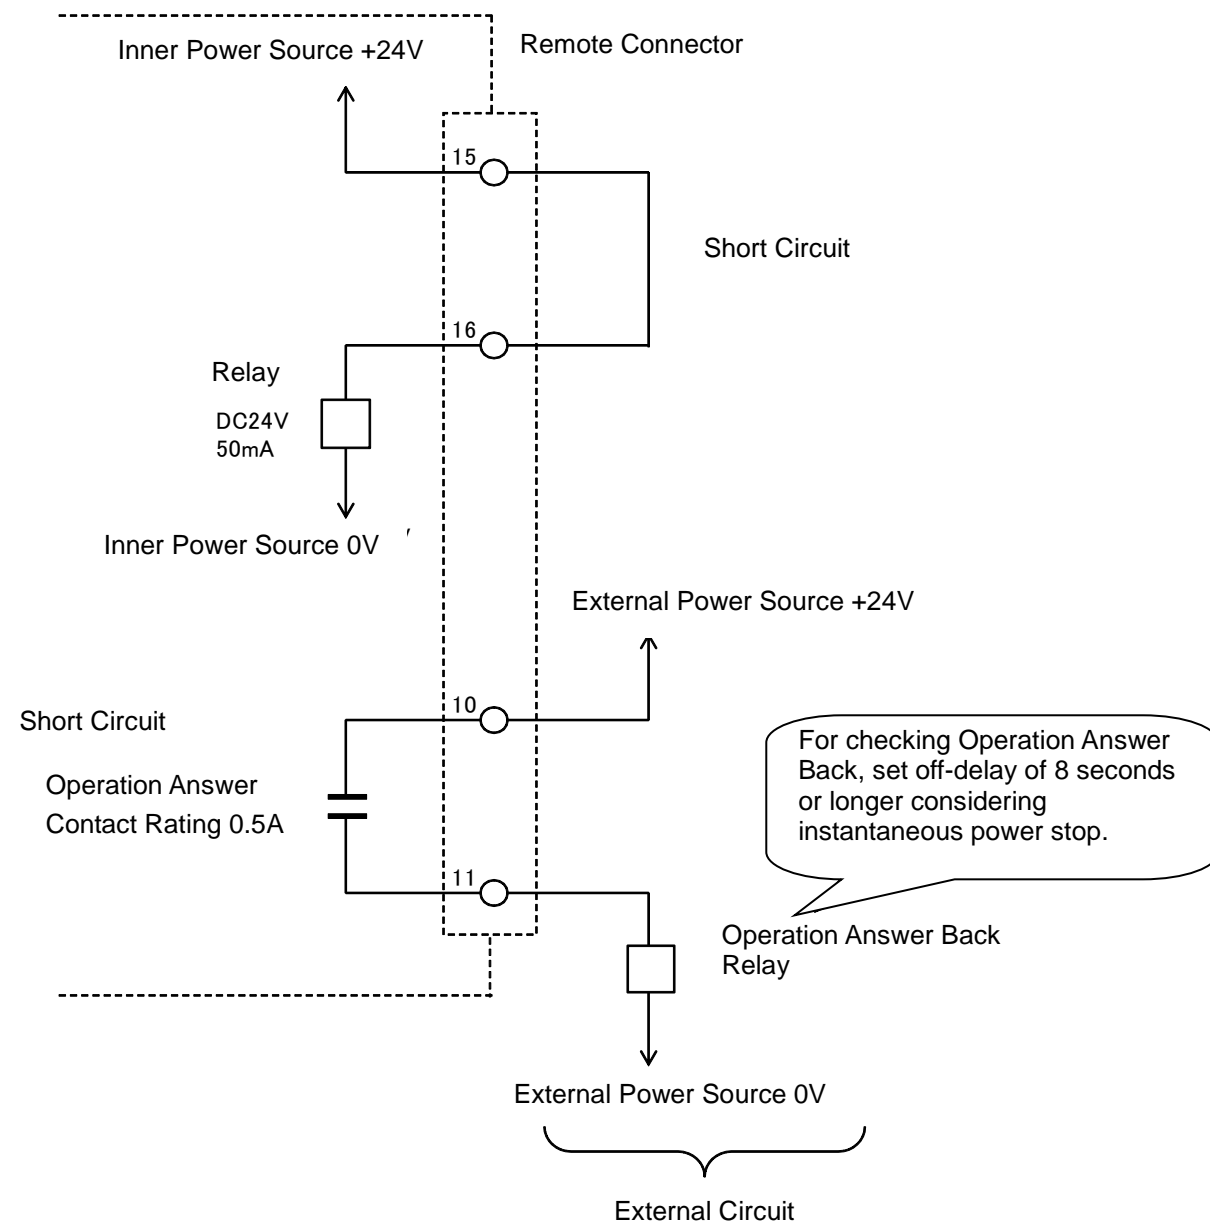 Inner Power Source +24V
Remote Connector
15
Short Circuit
16
Relay
DC24V
50mA
Inner Power Source 0V
External Power Source +24V
10
Short Circuit
Operation Answer
Contact Rating 0.5A
For checking Operation Answer
Back, set off-delay of 8 seconds
or longer considering
instantaneous power stop.
11
Operation Answer Back
Relay
External Power Source 0V
External Circuit